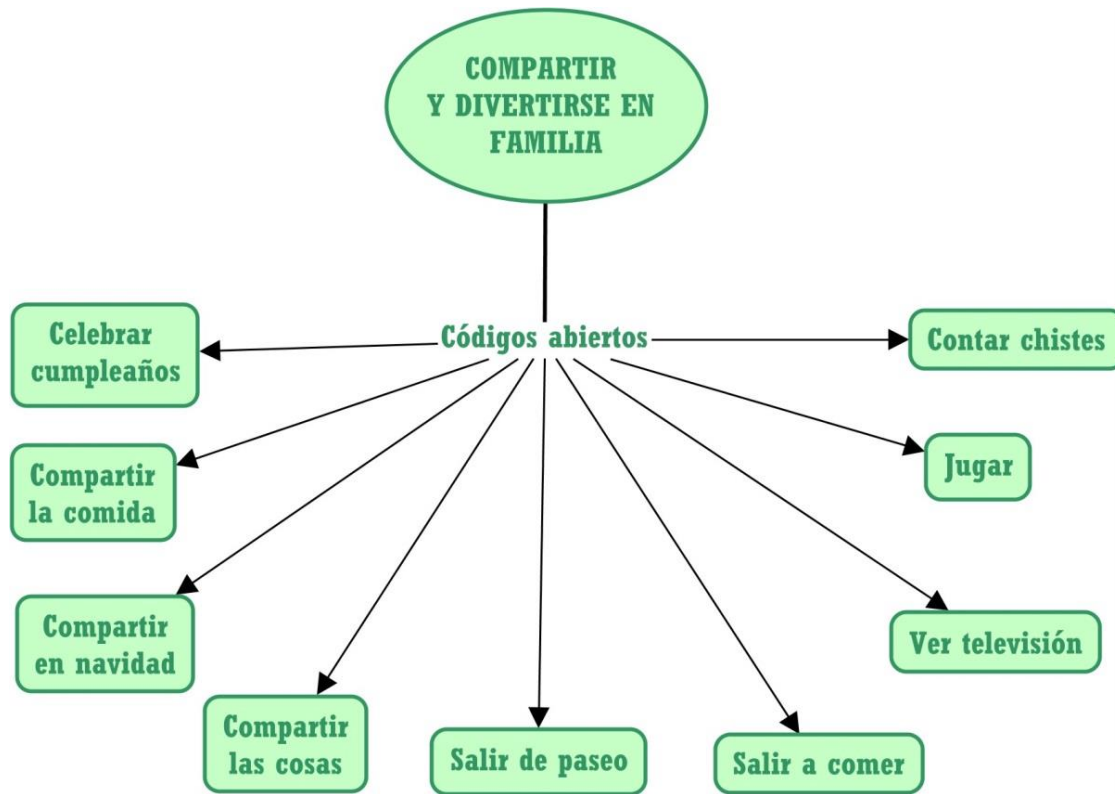 COMPARTIR
Y DIVERTIRSE EN
FAMILIA
Códigos abiertos
Celebrar
cumpleaños
Contar chistes
Compartir
la comida
Jugar
Compartir
en navidad
Ver televisión
Compartir
las cosas
Salir de paseo
Salir a comer